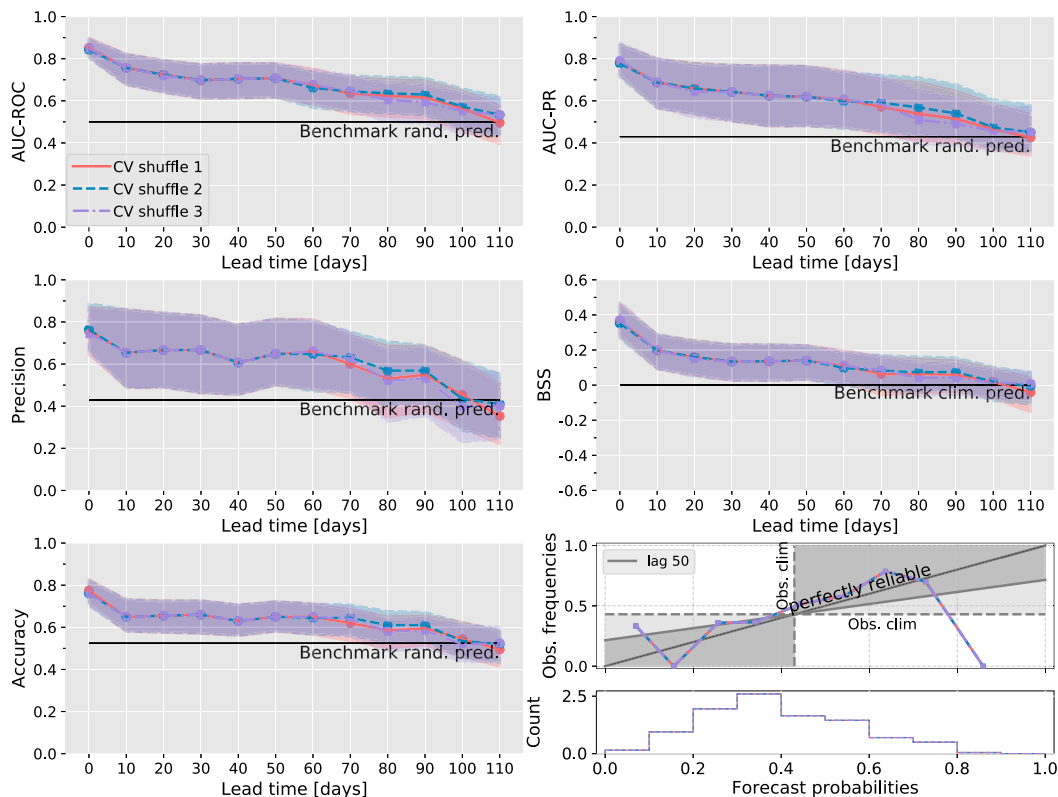 1.0
0.8
0.6
0.4
0.2
0.0
AUC-ROC
Benchmark rand. pred.
CV shuffle 1
CV shuffle 2
CV shuffle 3
0 10 20 30 40 50 60 70 80 90 100 110
Lead time [days]
1.0
0.8
0.6
0.4
0.2
0.0
AUC-PR
Benchmark rand. pred.
0 10 20 30 40 50 60 70 80 90 100 110
Lead time [days]
1.0
0.8
0.6
0.4
0.2
0.0
Precision
Benchmark rand. pred.
0 10 20 30 40 50 60 70 80 90 100 110
Lead time [days]
0.6
0.4
0.2
0
-0.2
-0.4
-0.6
BSS
Benchmark clim. pred.
0 10 20 30 40 50 60 70 80 90 100 110
Lead time [days]
1.0
0.8
0.6
0.4
0.2
0.0
Accuracy
Benchmark rand. pred.
0 10 20 30 40 50 60 70 80 90 100 110
Lead time [days]
1.0
0.5
0.0
Obs. frequencies
lag 50
Obs. clim
perfectly reliable
Obs. clim
2.5
0.0
Count
0.0 0.2 0.4 0.6 0.8 1.0
Forecast probabilities